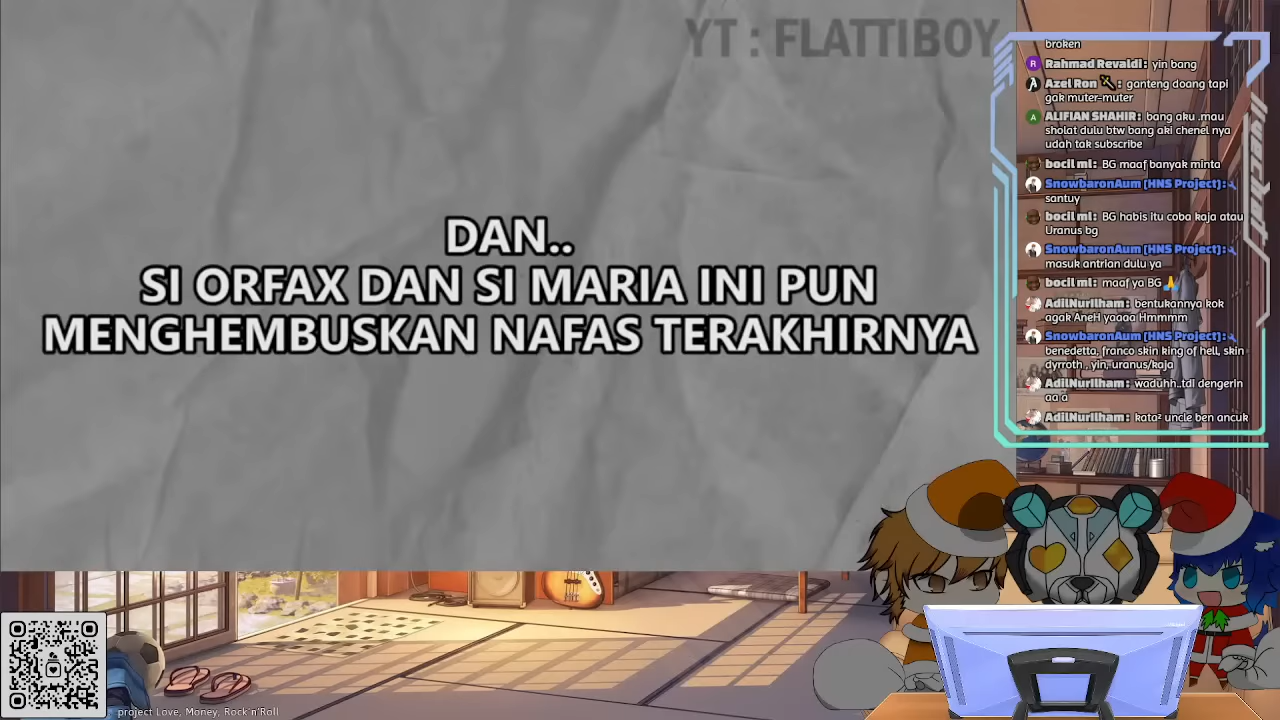 YT : FLATTIBOY
DAN..
SI ORFAX DAN SI MARIA INI PUN
MENGHEMBUSKAN NAFAS TERAKHIRNYA
broken
Rahmad Revaldi: yin bang
Azel Ron: ganteng doang tapi
gak muter-muter
ALIFIAN SHAHIR: bang aku .mau
sholat dulu btw bang aki chenel nya
udah tak subscribe
bocil ml: BG maaf banyak minta
SnowbaronAum [HNS Project]:
santuy
bocil ml: BG habis itu coba kaja atau
Uranus bg
SnowbaronAum [HNS Project]:
masuk antrian dulu ya
bocil ml: maaf ya BG 🙏
AdilNurIlham: bentukannya kok
agak AneH yaaaa Hmmmm
SnowbaronAum [HNS Project]:
benedetta, franco skin king of hell, skin
dyrroth , yin, uranus/kaja
AdilNurIlham: waduhh..tdi dengerin
aa a
AdilNurIlham: kata² uncle ben ancuk
project Love, Money, Rock'n'Roll